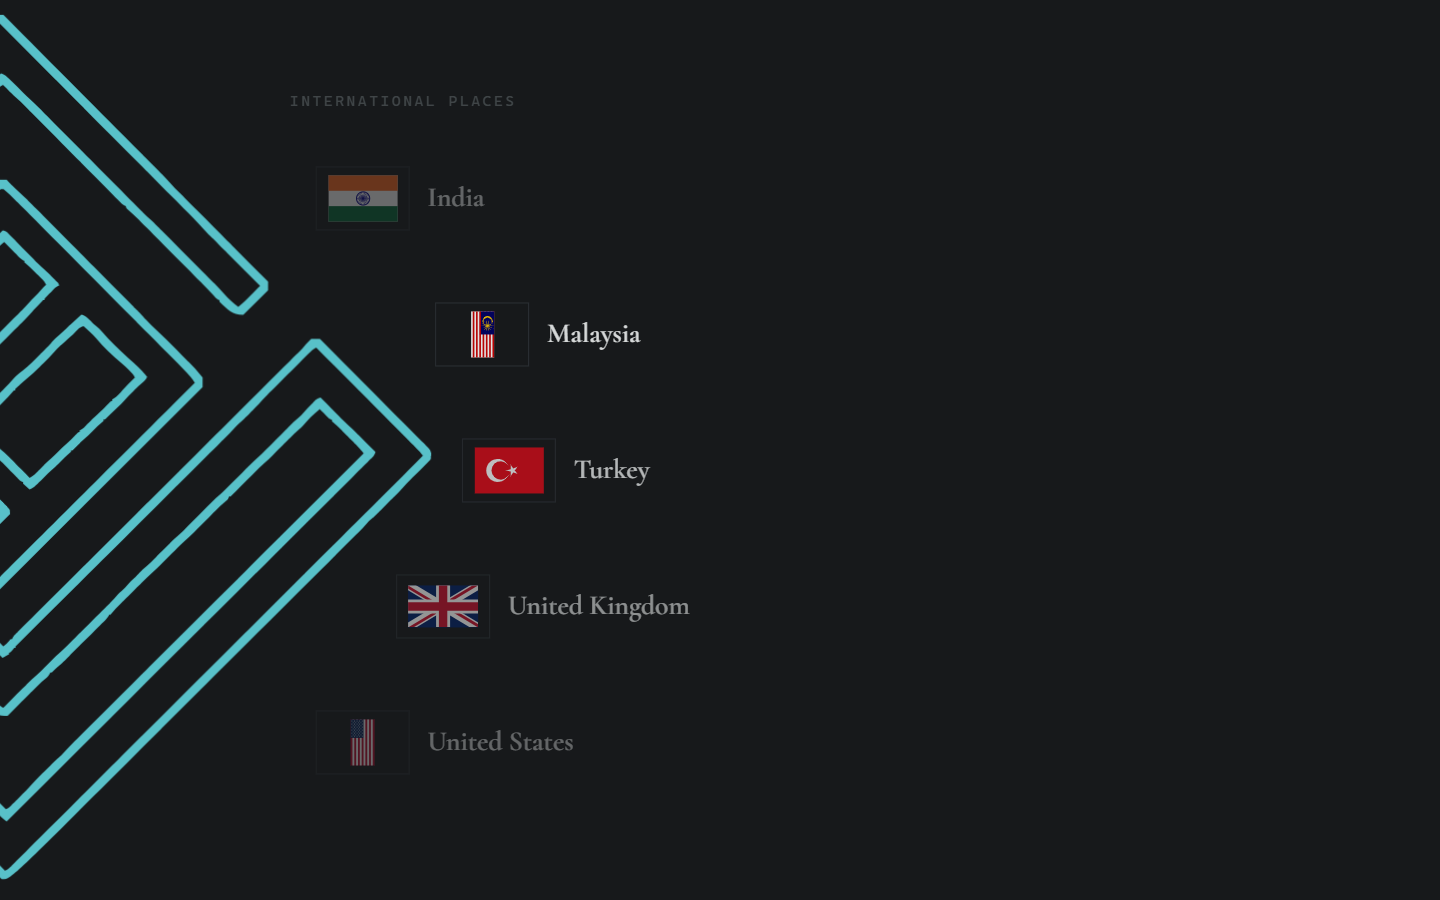 INTERNATIONAL PLACES
India
Malaysia
Turkey
United Kingdom
United States